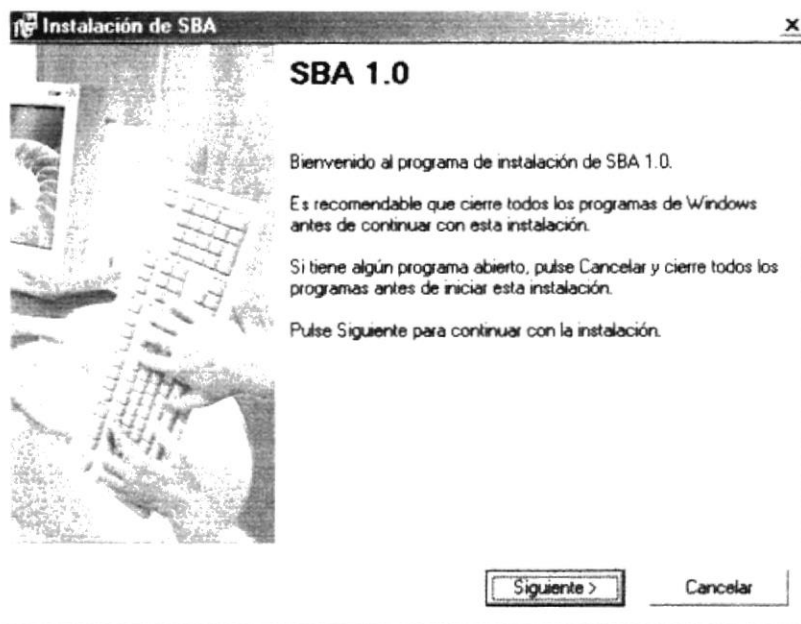 Instalación de SBA
SBA 1.0
Bienvenido al programa de instalación de SBA 1.0.
Es recomendable que cierre todos los programas de Windows
antes de continuar con esta instalación.
Si tiene algún programa abierto, pulse Cancelar y cierre todos los
programas antes de iniciar esta instalación.
Pulse Siguiente para continuar con la instalación.
Siguiente >
Cancelar